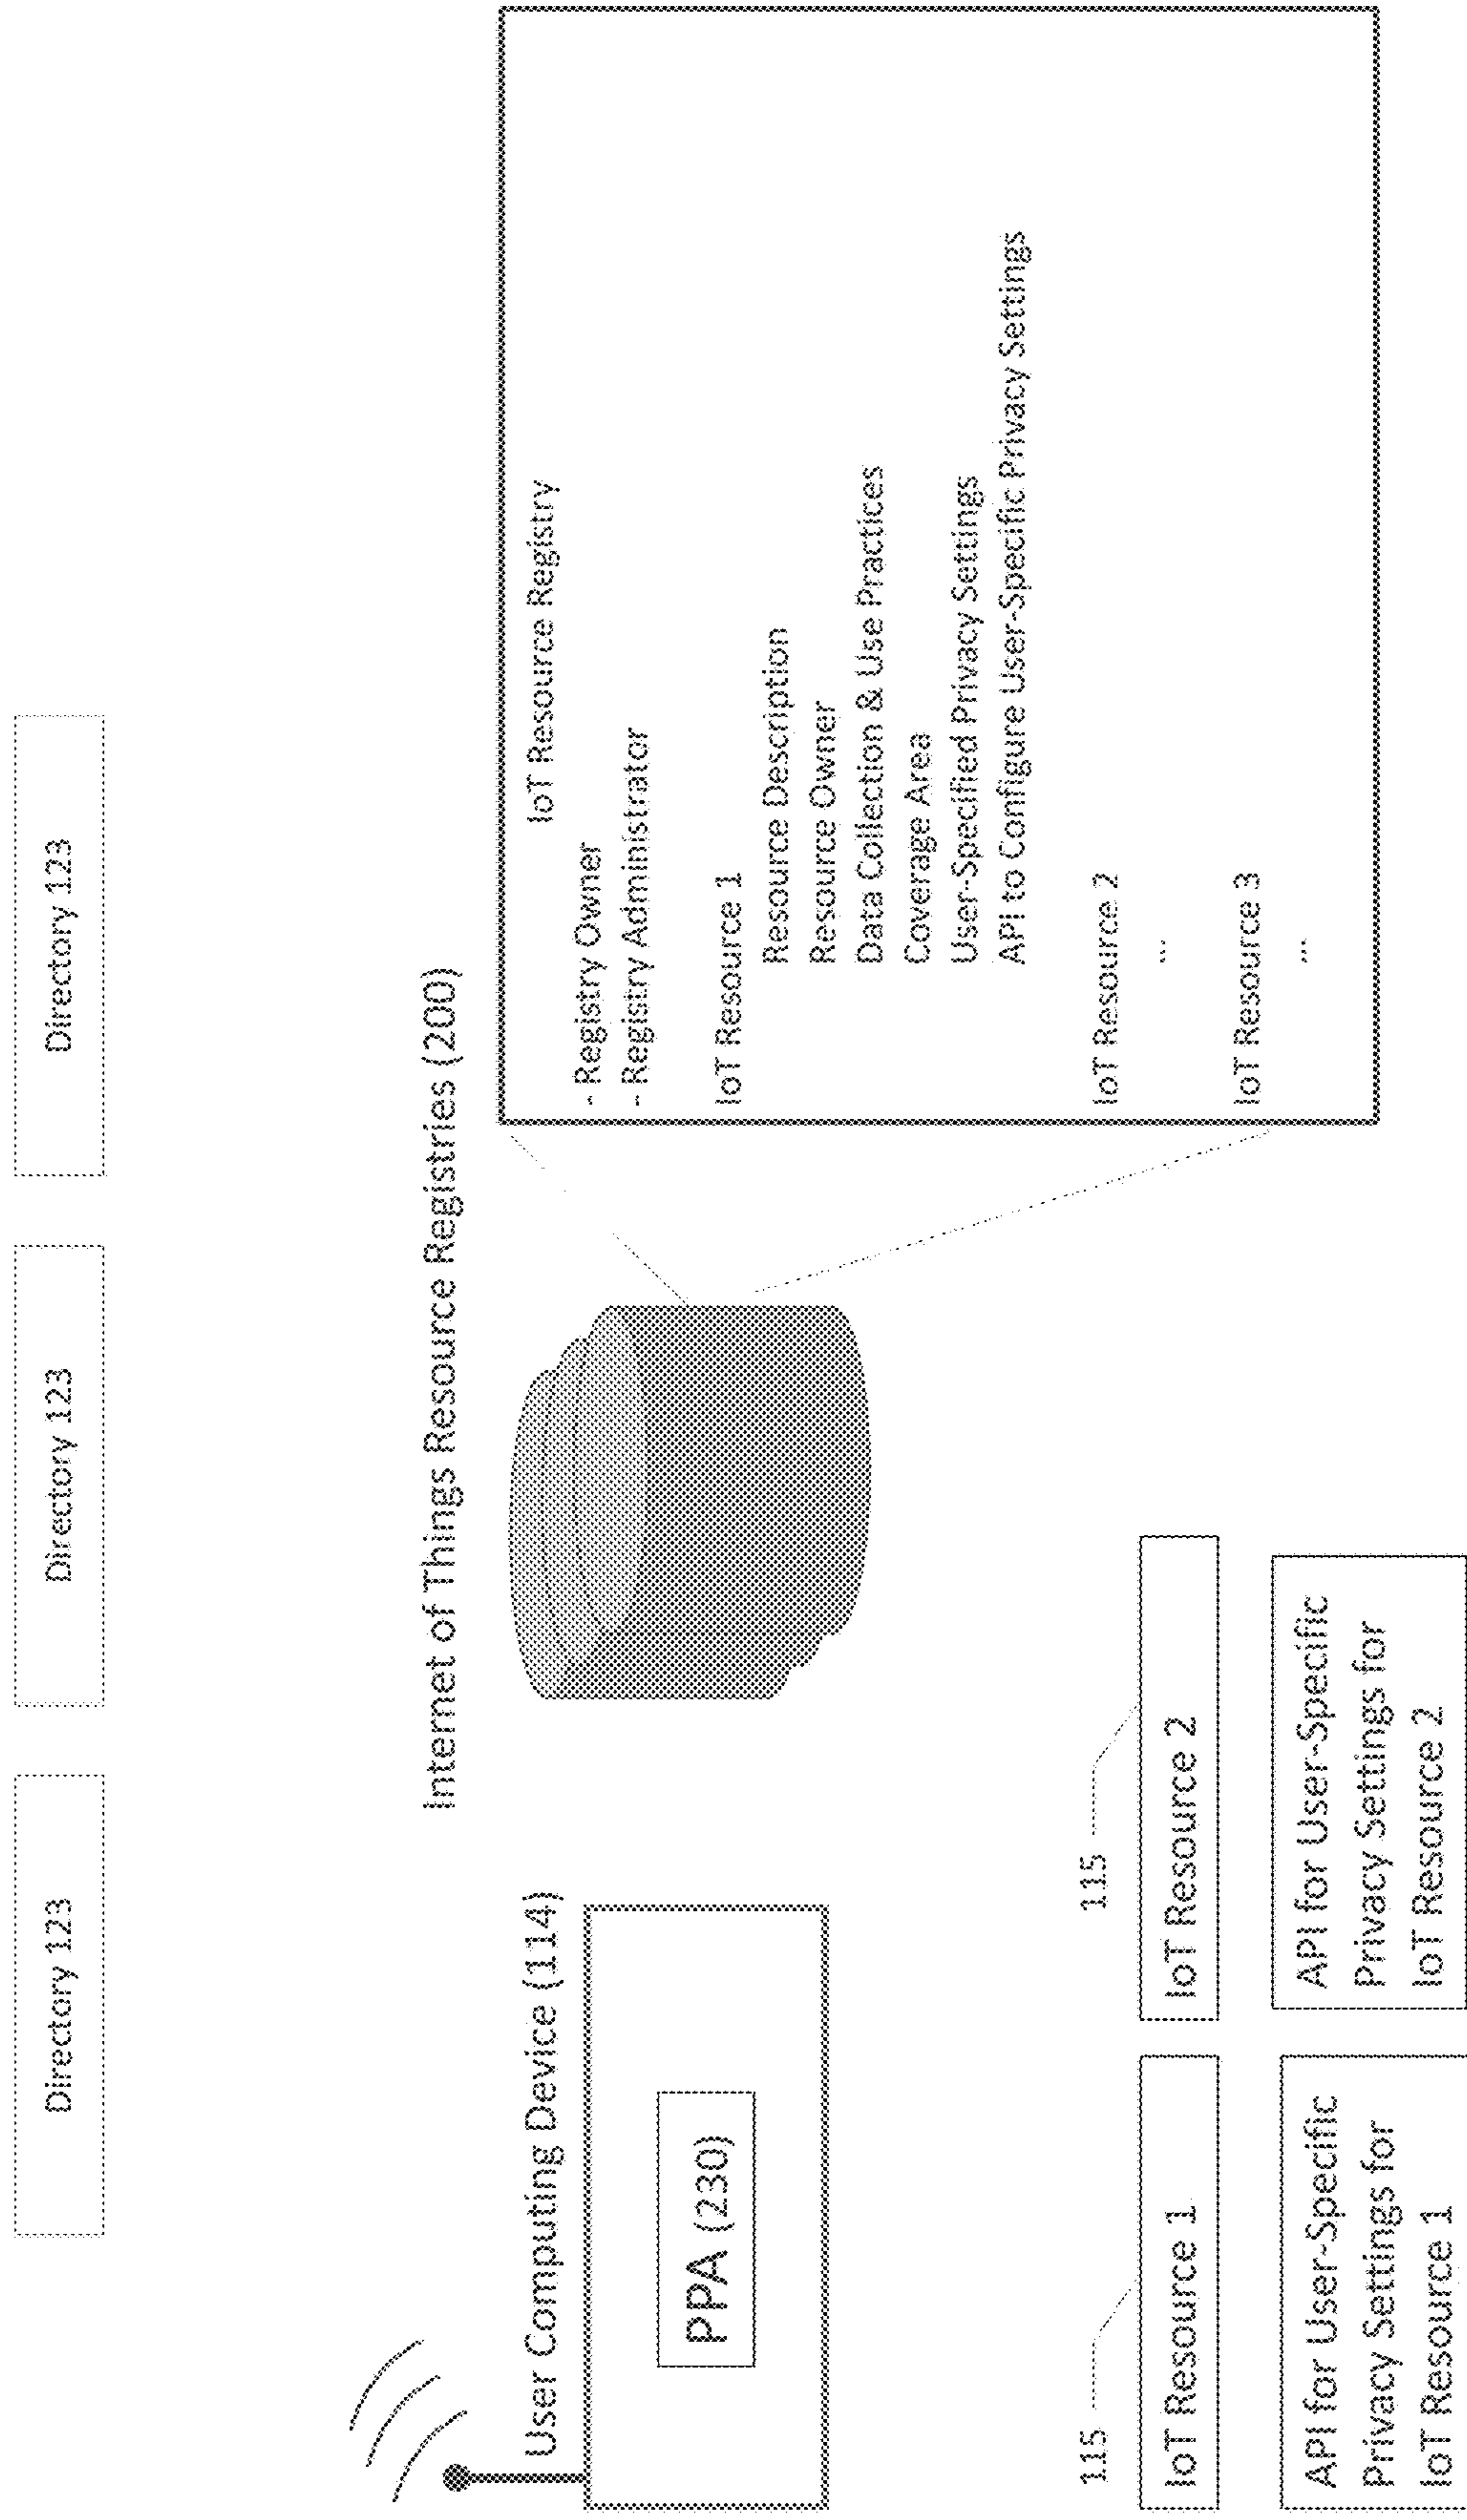 Directory 123
Directory 123
Directory 123
Internet of Things Resource Registries (200)
User Computing Device (114)
PPA (230)
IoT Resource Registry
- Registry Owner
- Registry Administrator
IoT Resource 1
Resource Description
Resource Owner
Data Collection & Use Practices
Coverage Area
User-Specified Privacy Settings
API to Configure User-Specific Privacy Settings
IoT Resource 2
...
IoT Resource 3
...
115
IoT Resource 1
API for User-Specific
Privacy Settings for
IoT Resource 1
115
IoT Resource 2
API for User-Specific
Privacy Settings for
IoT Resource 2